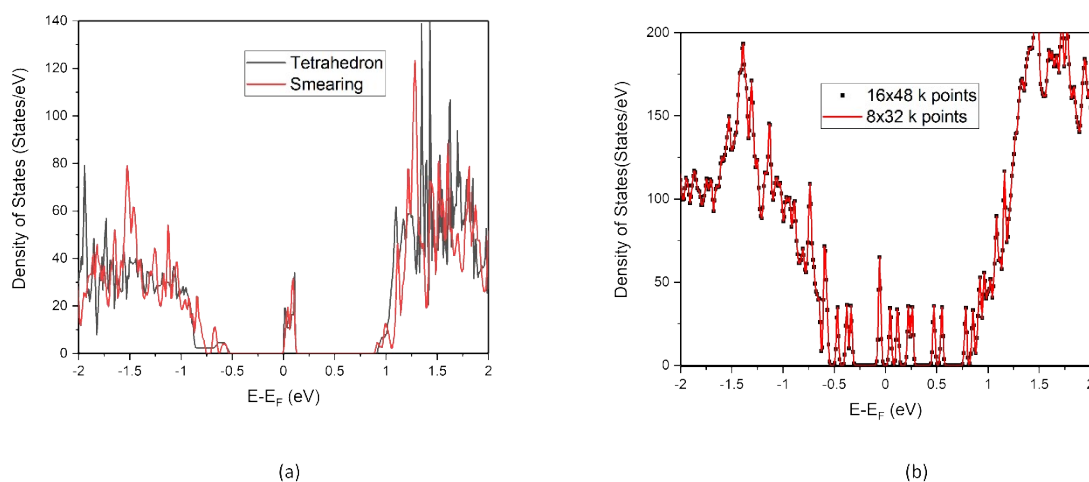 140
120
100
80
60
40
20
0
Density of States (States/eV)
Tetrahedron
Smearing
-2 -1.5 -1 -0.5 0 0.5 1 1.5 2
E-EF (eV)
(a)
200
150
100
50
0
Density of States(States/eV)
16x48 k points
8x32 k points
-2 -1.5 -1 -0.5 0 0.5 1 1.5 2
E-EF (eV)
(b)